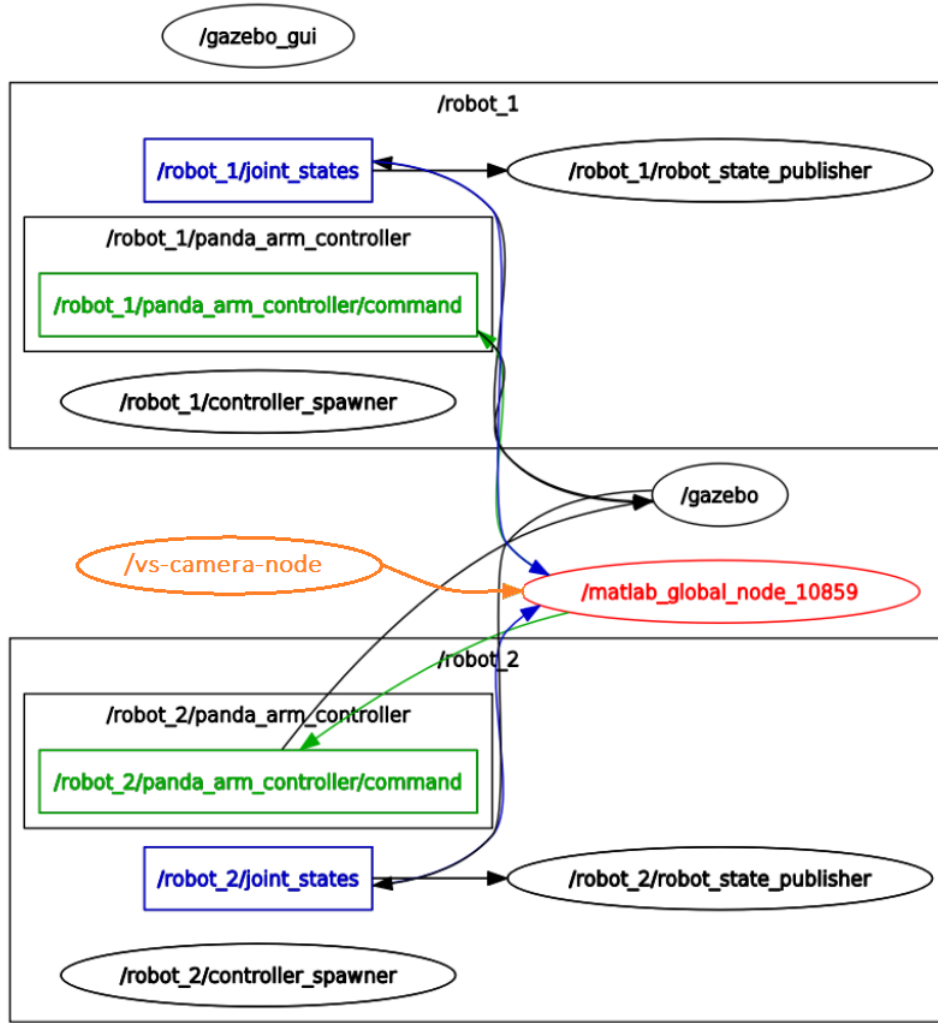 /gazebo_gui
/robot_1
/robot_1/joint_states
/robot_1/robot_state_publisher
/robot_1/panda_arm_controller
/robot_1/panda_arm_controller/command
/robot_1/controller_spawner
/gazebo
/vs-camera-node
/matlab_global_node_10859
/robot_2
/robot_2/panda_arm_controller
/robot_2/panda_arm_controller/command
/robot_2/joint_states
/robot_2/robot_state_publisher
/robot_2/controller_spawner